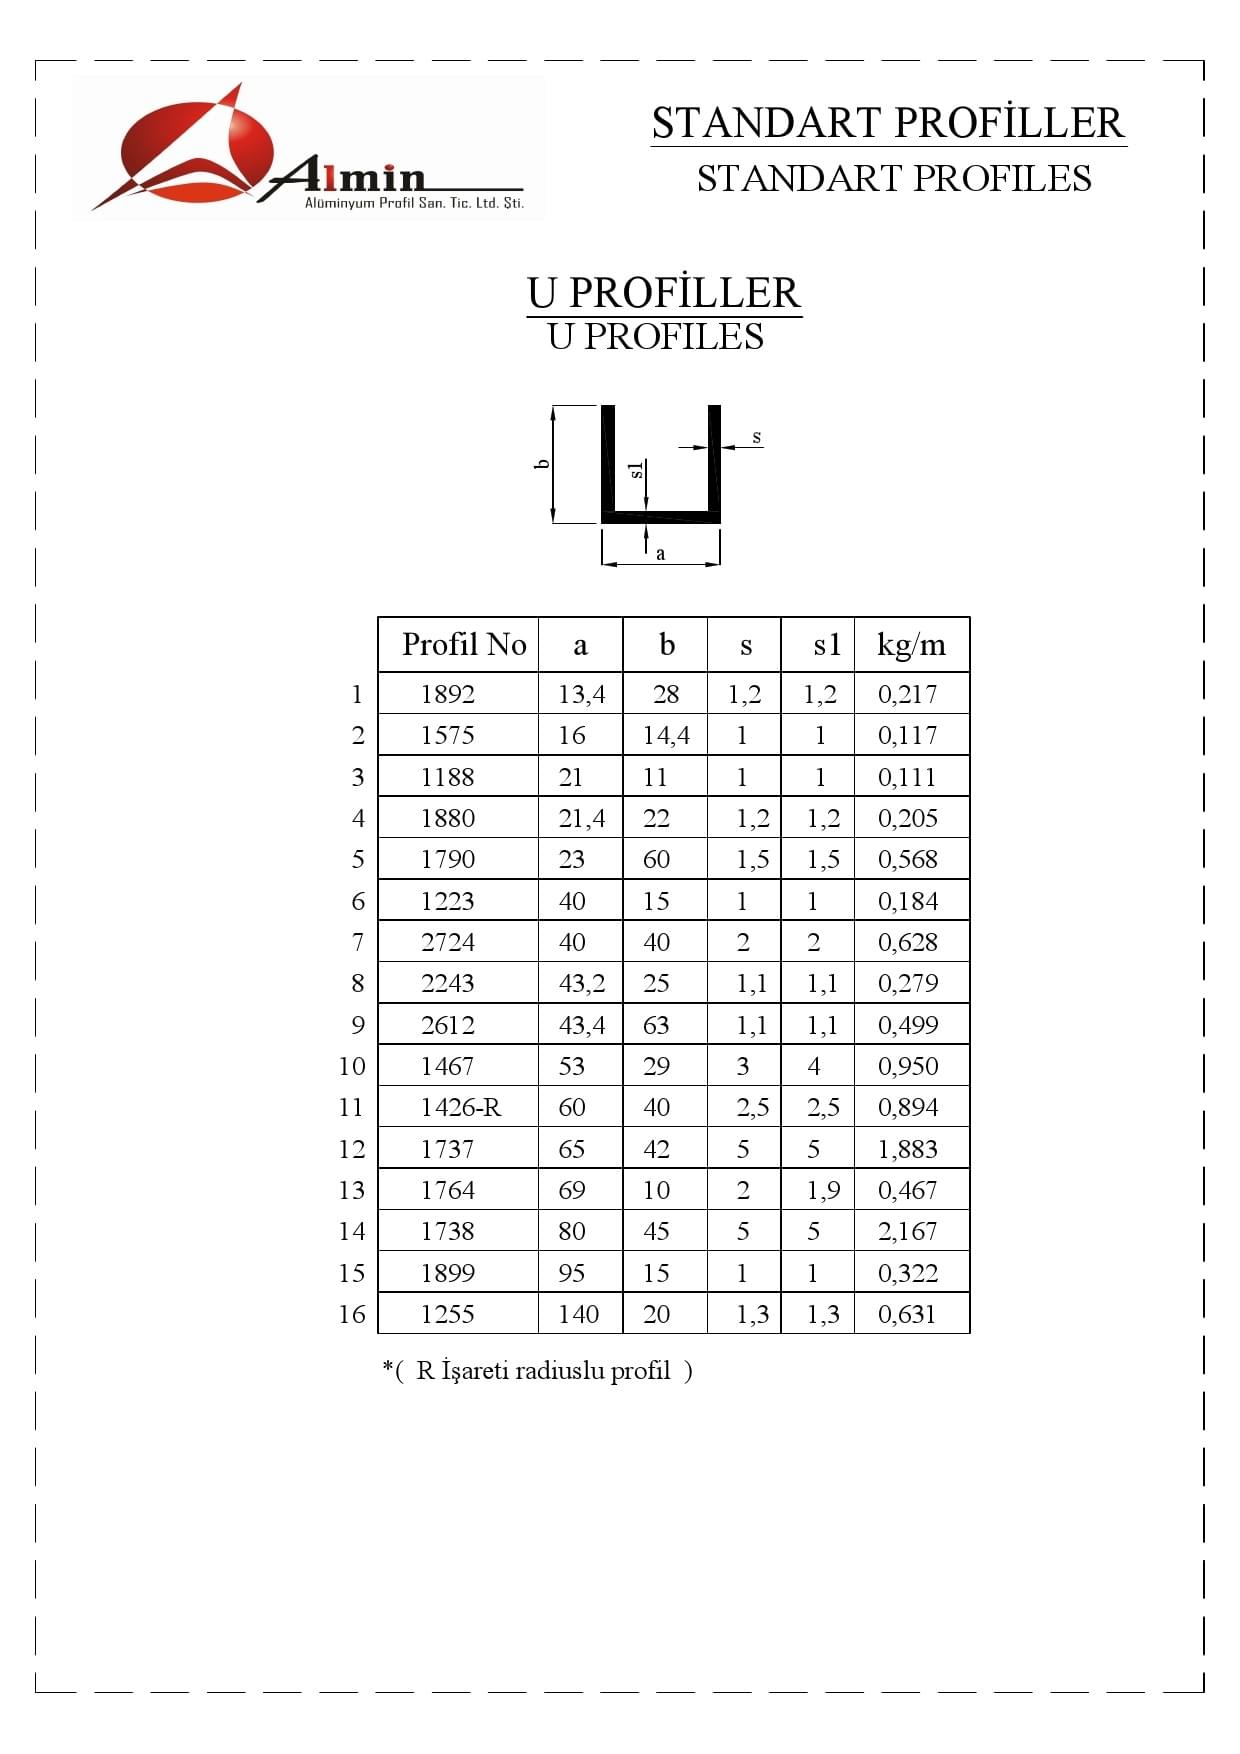 Almin
Alüminyum Profil San. Tic. Ltd. Şti.
STANDART PROFİLLER
STANDART PROFILES
U PROFİLLER
U PROFILES
b
s1
s
a
Profil No a b s s1 kg/m
1 1892 13,4 28 1,2 1,2 0,217
2 1575 16 14,4 1 1 0,117
3 1188 21 11 1 1 0,111
4 1880 21,4 22 1,2 1,2 0,205
5 1790 23 60 1,5 1,5 0,568
6 1223 40 15 1 1 0,184
7 2724 40 40 2 2 0,628
8 2243 43,2 25 1,1 1,1 0,279
9 2612 43,4 63 1,1 1,1 0,499
10 1467 53 29 3 4 0,950
11 1426-R 60 40 2,5 2,5 0,894
12 1737 65 42 5 5 1,883
13 1764 69 10 2 1,9 0,467
14 1738 80 45 5 5 2,167
15 1899 95 15 1 1 0,322
16 1255 140 20 1,3 1,3 0,631
*( R İşareti radiuslu profil )